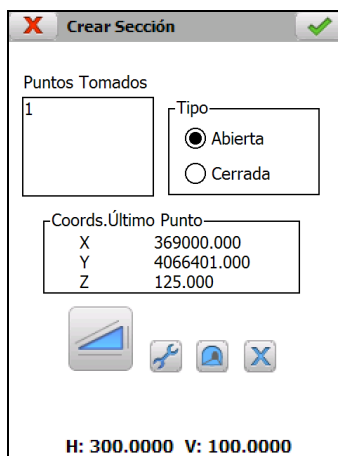 Crear Sección
Puntos Tomados
1
Tipo
Abierta
Cerrada
Coords.Último Punto
X 369000.000
Y 4066401.000
Z 125.000
H: 300.0000 V: 100.0000